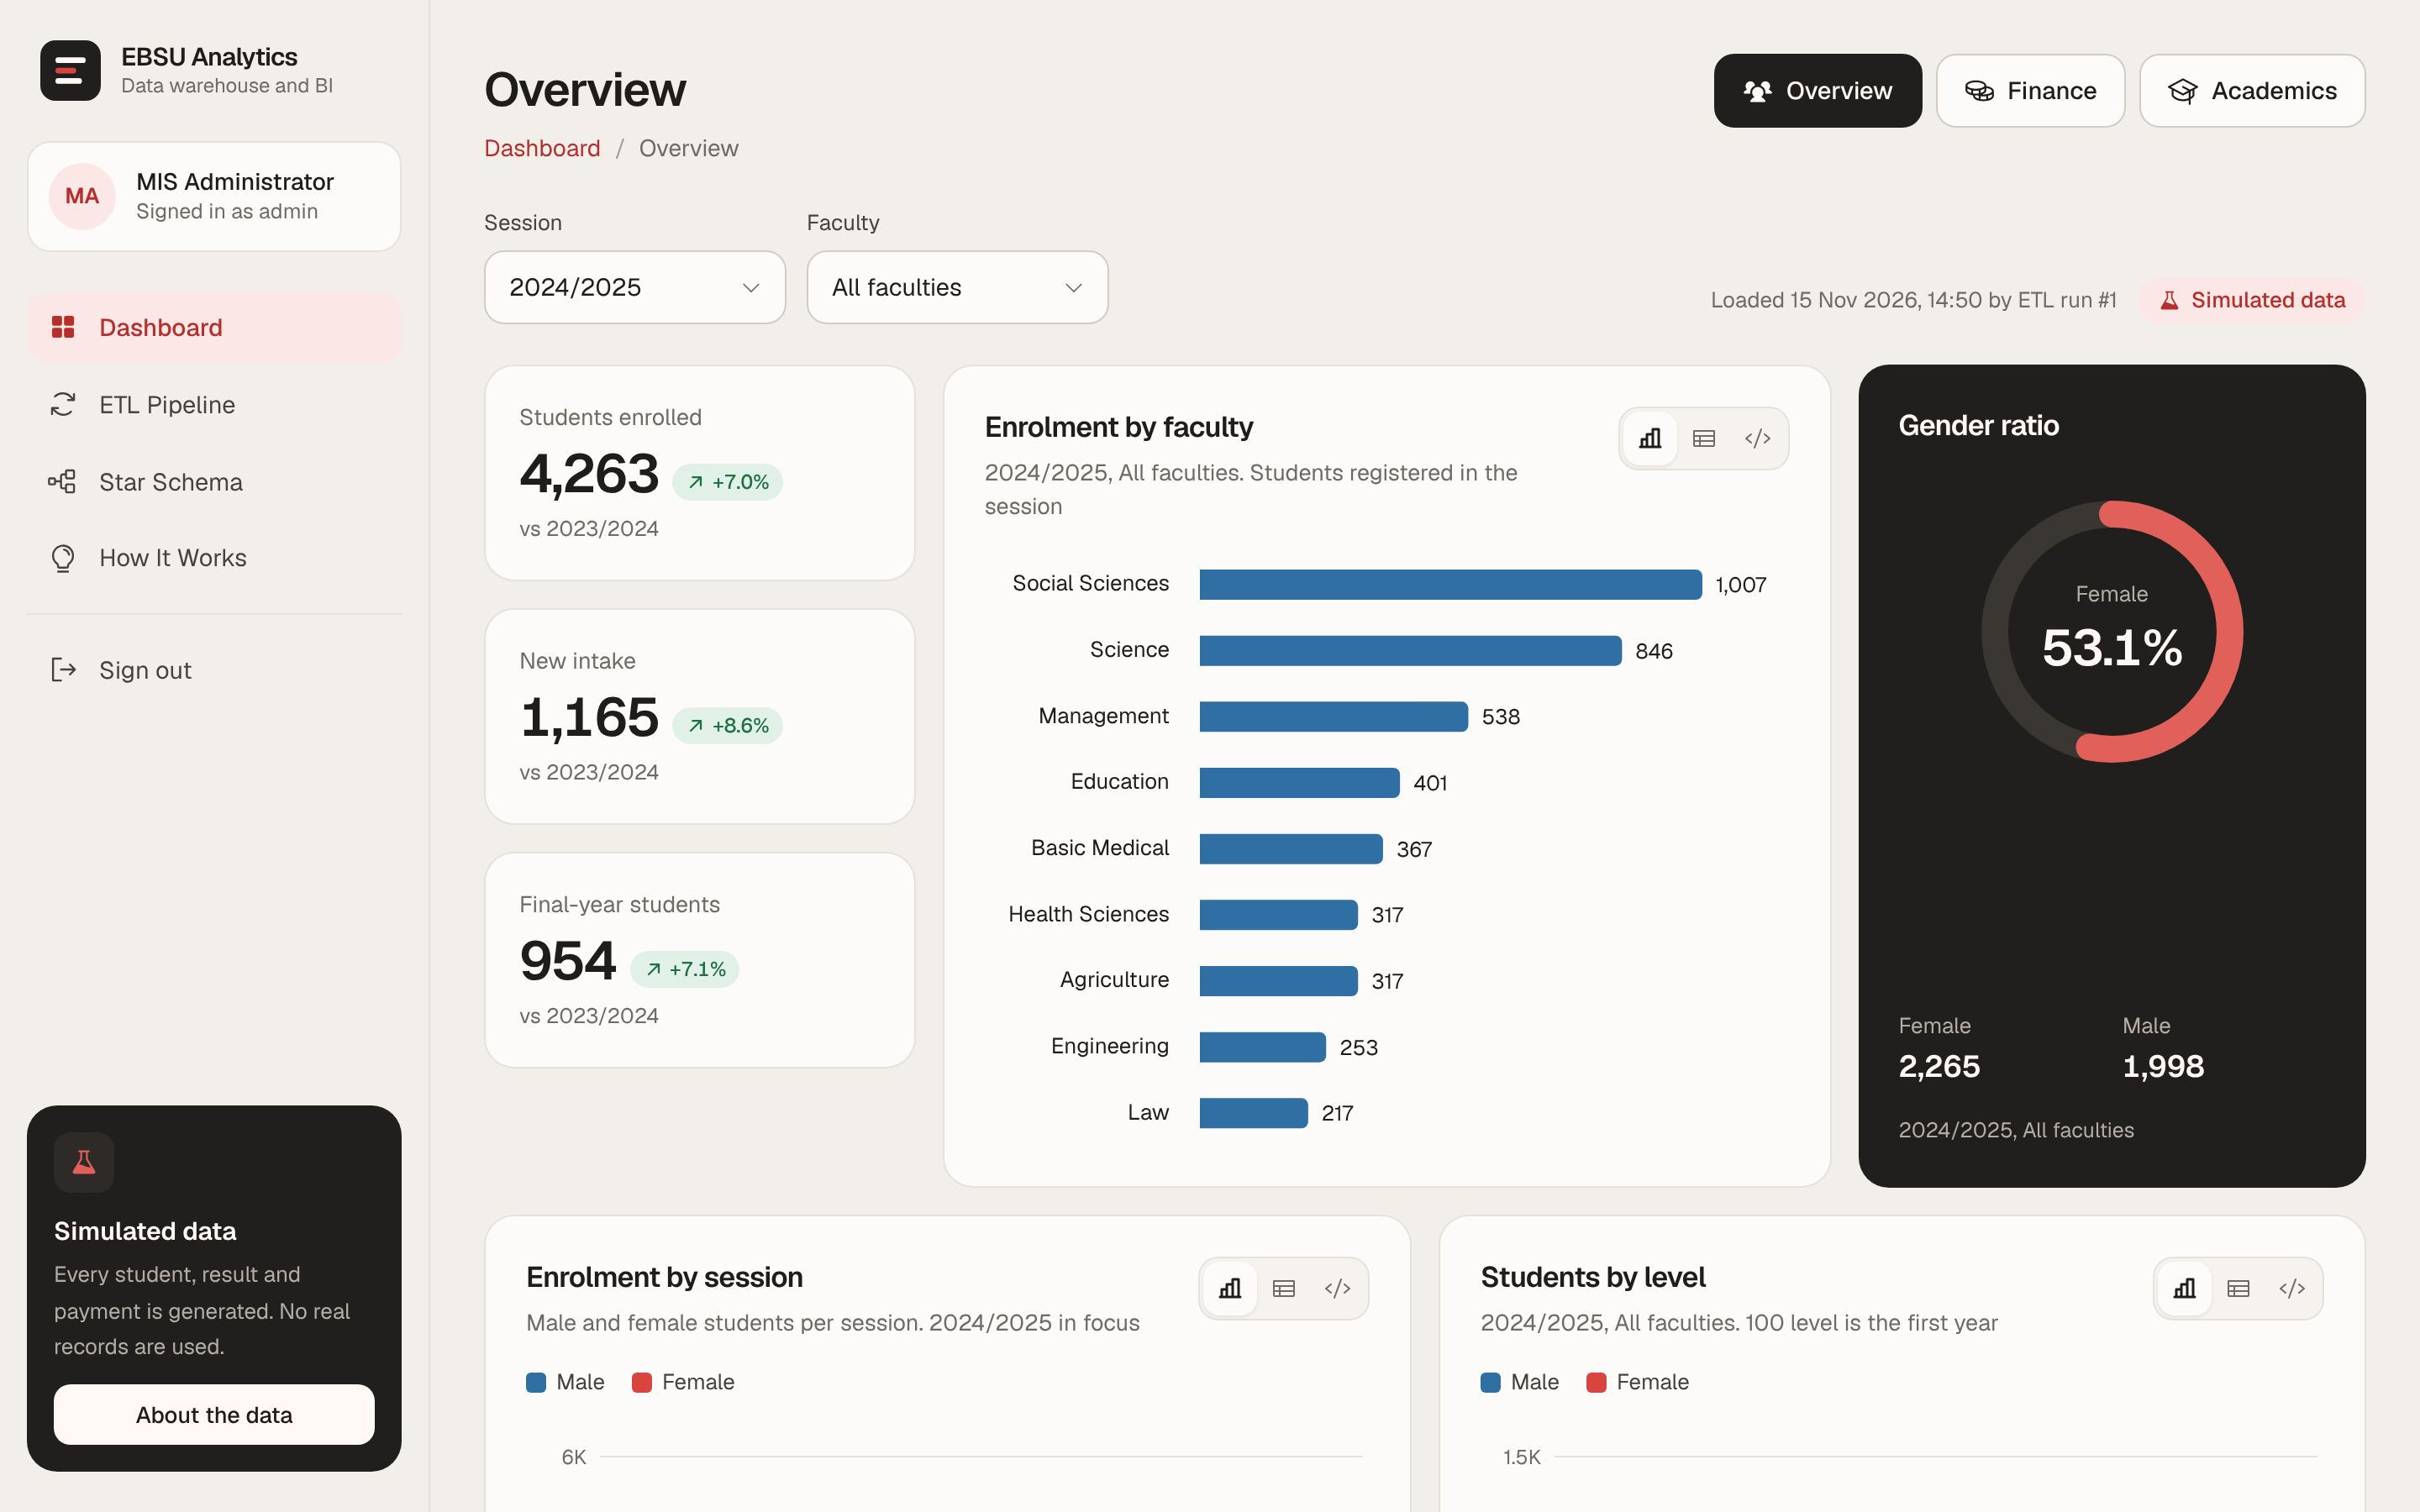 EBSU Analytics
Data warehouse and BI
MA
MIS Administrator
Signed in as admin
Dashboard
ETL Pipeline
Star Schema
How It Works
Sign out
Simulated data
Every student, result and
payment is generated. No real
records are used.
About the data
Overview
Dashboard / Overview
Overview
Finance
Academics
Session
Faculty
2024/2025
All faculties
Loaded 15 Nov 2026, 14:50 by ETL run #1
Simulated data
Students enrolled
4,263 +7.0%
vs 2023/2024
New intake
1,165 +8.6%
vs 2023/2024
Final-year students
954 +7.1%
vs 2023/2024
Enrolment by faculty
2024/2025, All faculties. Students registered in the
session
Social Sciences 1,007
Science 846
Management 538
Education 401
Basic Medical 367
Health Sciences 317
Agriculture 317
Engineering 253
Law 217
Gender ratio
Female
53.1%
Female Male
2,265 1,998
2024/2025, All faculties
Enrolment by session
</>
Male and female students per session. 2024/2025 in focus
Male Female
6K
Students by level
</>
2024/2025, All faculties. 100 level is the first year
Male Female
1.5K